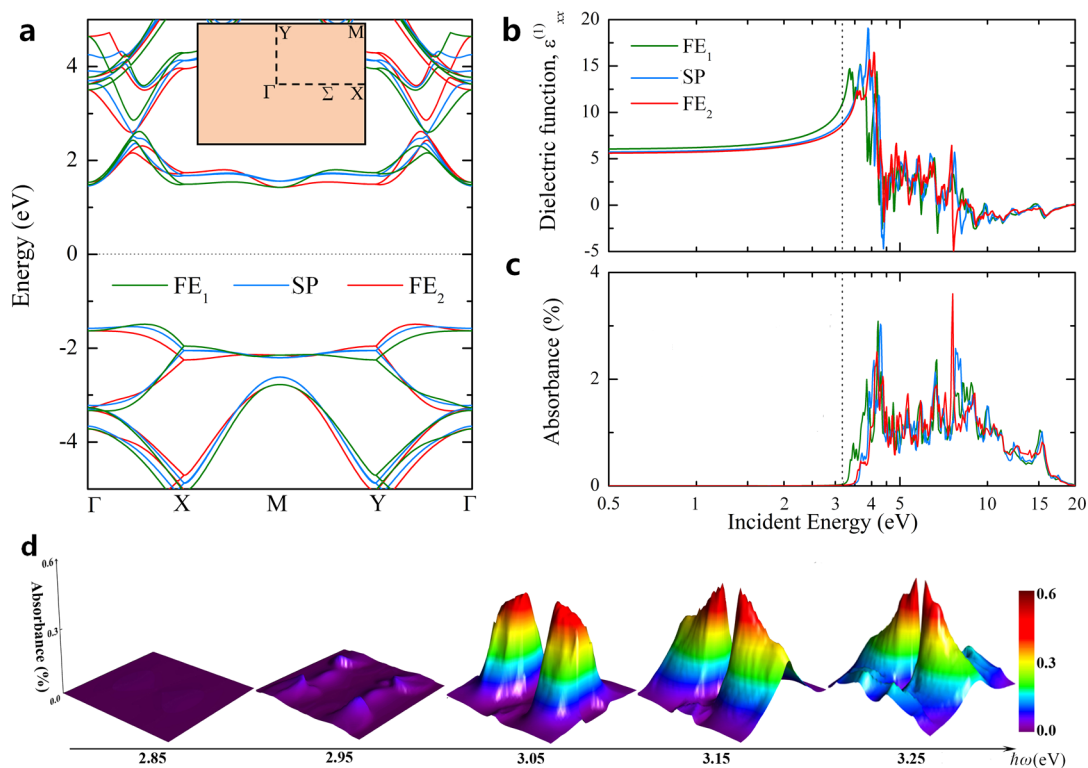 a
Energy (eV)
4
2
0
-2
-4
Y
M
Γ
Σ
X
FE1
SP
FE2
Γ
X
M
Y
Γ
b
Dielectric function, ε(1)xx
20
15
10
5
0
-5
FE1
SP
FE2
c
Absorbance (%)
4
2
0
0.5
1
2
3
4
5
10
15
20
Incident Energy (eV)
d
Absorbance (%)
0.6
0.3
0.0
0.6
0.3
0.0
2.85
2.95
3.05
3.15
3.25
ħω(eV)